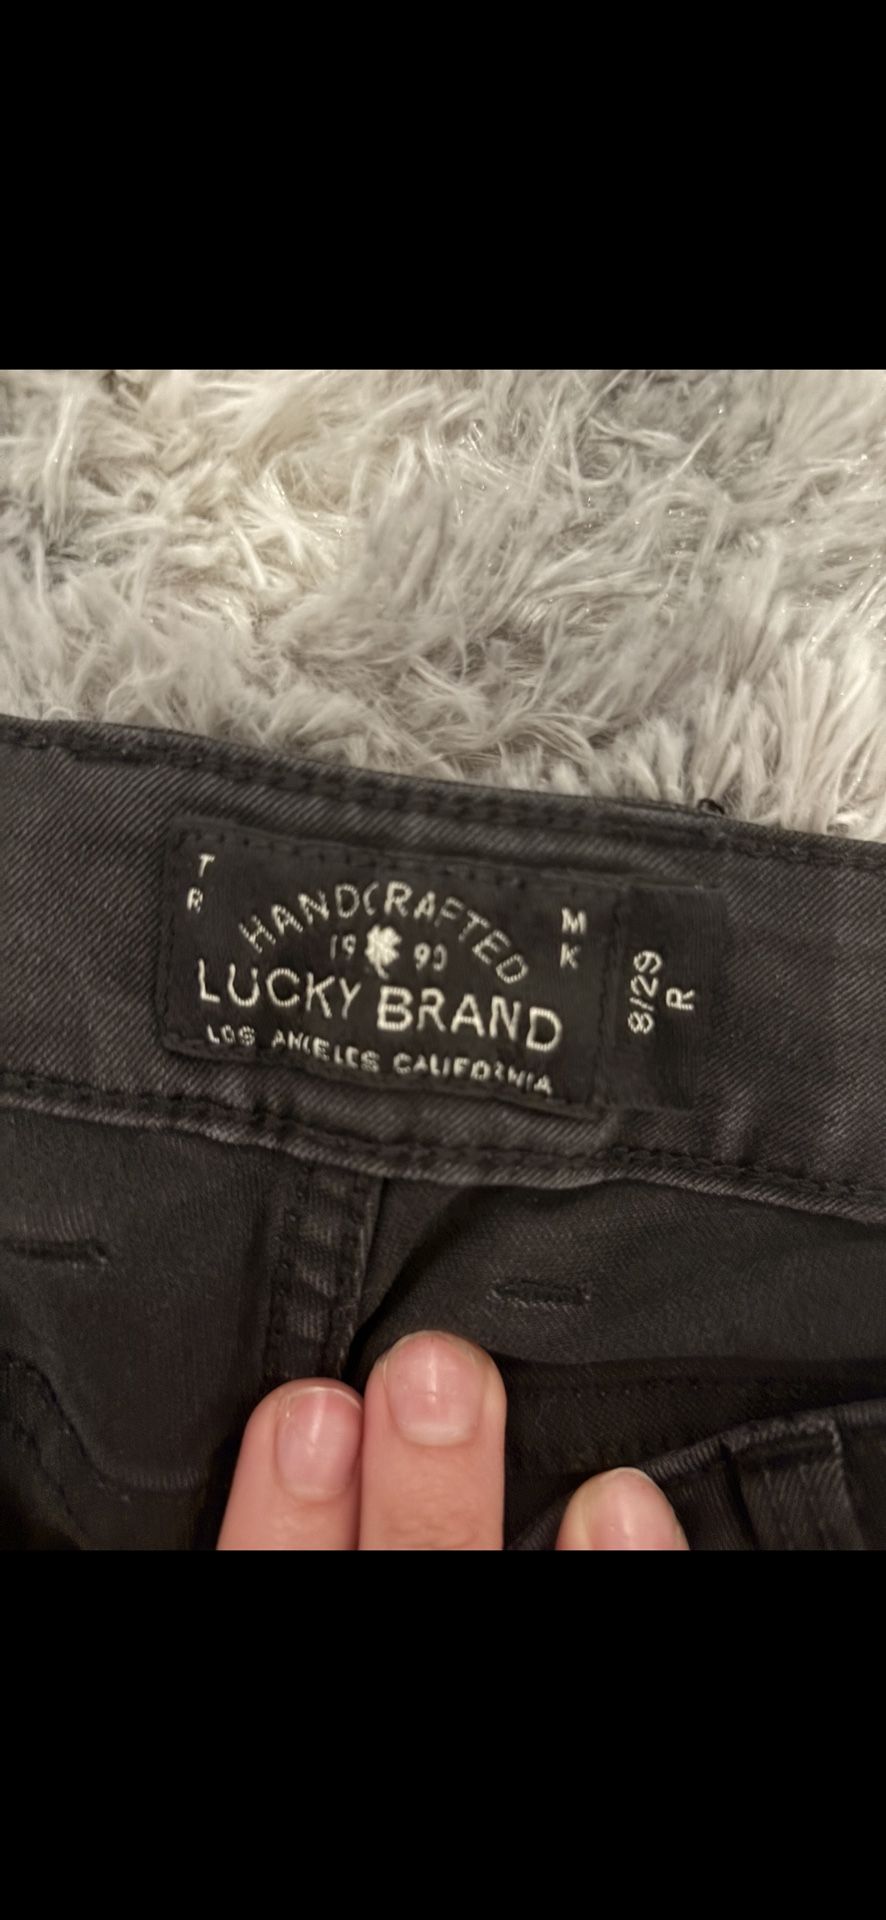 T R
HANDCRAFTED
M K
19 90
LUCKY BRAND
LOS ANGELES CALIFORNIA
8/29
R